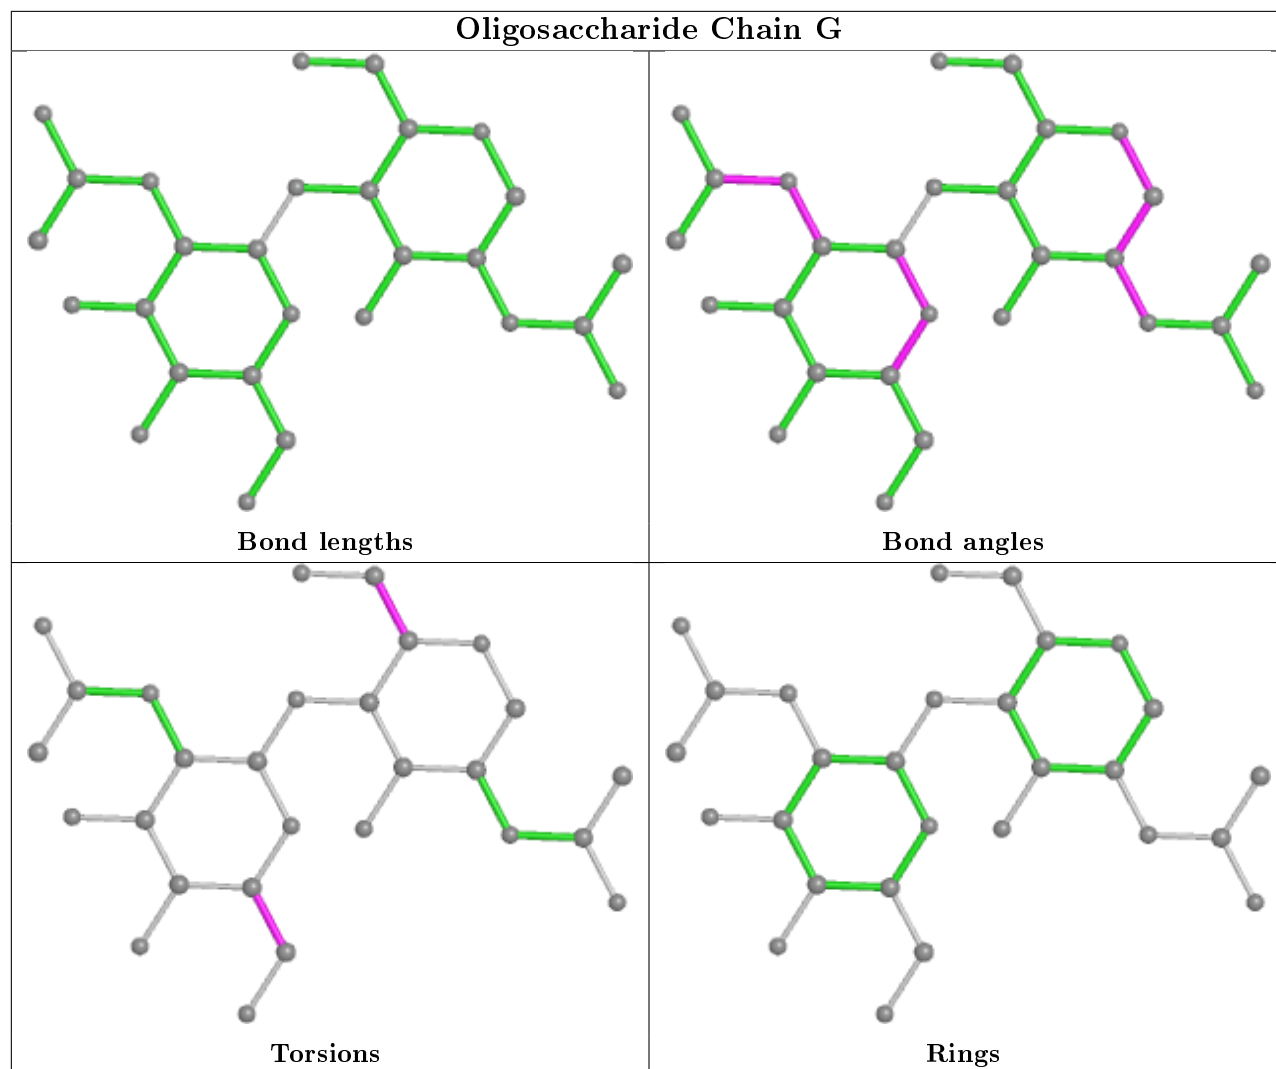 Oligosaccharide Chain G
Bond lengths
Bond angles
Torsions
Rings